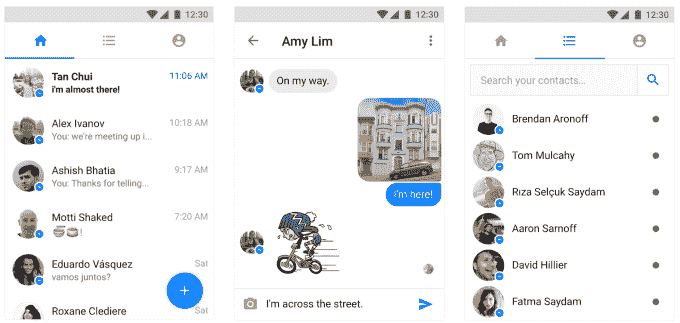 12:30
Tan Chui
11:06 AM
i'm almost there!
Alex Ivanov
10:18 AM
You: we're meeting up i...
Ashish Bhatia
9:17 AM
You: Thanks for telling...
Motti Shaked
7:20 AM
!
Eduardo Vásquez
Sat
vamos juntos?
Roxane Clediere
Sat
12:30
Amy Lim
On my way.
I'm here!
I'm across the street.
12:30
Search your contacts...
Brendan Aronoff
Tom Mulcahy
Rıza Selçuk Saydam
Aaron Sarnoff
David Hillier
Fatma Saydam